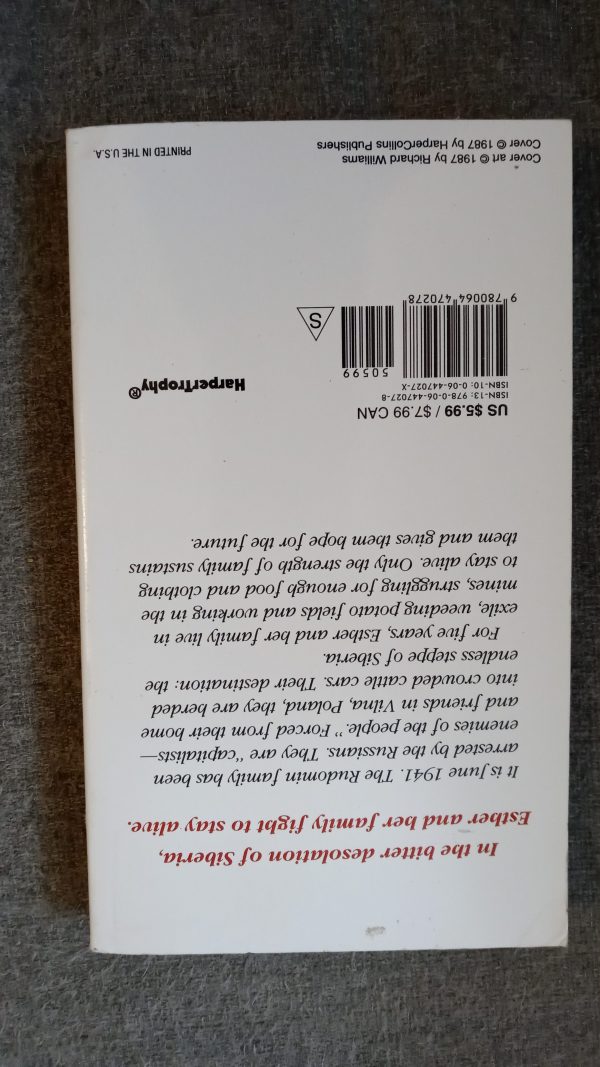 In the bitter desolation of Siberia,
Esther and her family fight to stay alive.
It is June 1941. The Rudomin family has been
arrested by the Russians. They are “capitalists—
enemies of the people.” Forced from their home
and friends in Vilna, Poland, they are herded
into crowded cattle cars. Their destination: the
endless steppe of Siberia.
For five years, Esther and her family live in
exile, weeding potato fields and working in the
mines, struggling for enough food and clothing
to stay alive. Only the strength of family sustains
them and gives them hope for the future.
US $5.99 / $7.99 CAN
ISBN-13: 978-0-06-447027-8
ISBN-10: 0-06-447027-X
HarperTrophy®
50599
9 780064 470278
S
Cover art © 1987 by Richard Williams
Cover © 1987 by HarperCollins Publishers
PRINTED IN THE U.S.A.